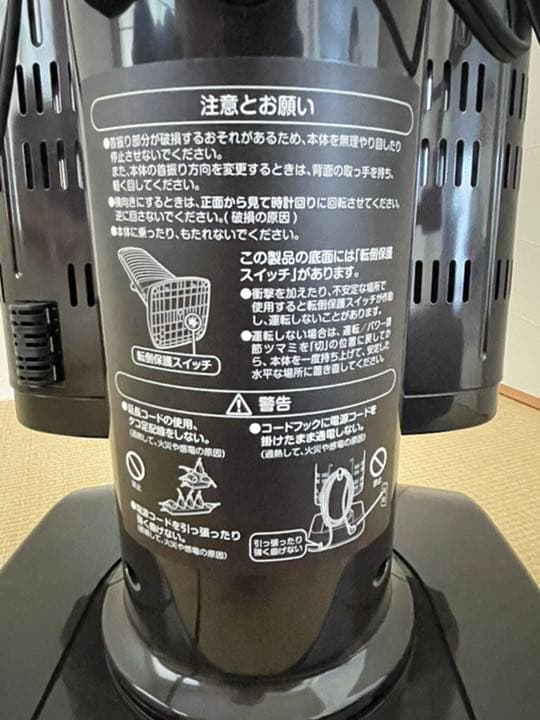 注意とお願い
●首振り部分が破損するおそれがあるため、本体を無理やり回したり
停止させないでください。
また、本体の首振り方向を変更するときは、背面の取っ手を持ち、
軽く回してください。
●横向きにするときは、正面から見て時計回りに回転させてください。
逆に回さないでください。(破損の原因)
●本体に乗ったり、もたれないでください。
この製品の底面には「転倒保護
スイッチ」があります。
●衝撃を加えたり、不安定な場所で
使用すると転倒保護スイッチが作動
し、運転しないことがあります。
●運転しない場合は、運転/パワー調
節ツマミを「切」の位置に戻してか
ら、本体を一度持ち上げて、安定した
水平な場所に置き直してください。
転倒保護スイッチ
警告
●延長コードの使用、
タコ足配線をしない。
(過熱して、火災や感電の原因)
禁止
●電源コードを引っ張ったり
強く曲げない。
(破損して、火災や感電の原因)
●コードフックに電源コードを
掛けたまま通電しない。
(過熱して、火災や感電の原因)
禁止
引っ張ったり
強く曲げない